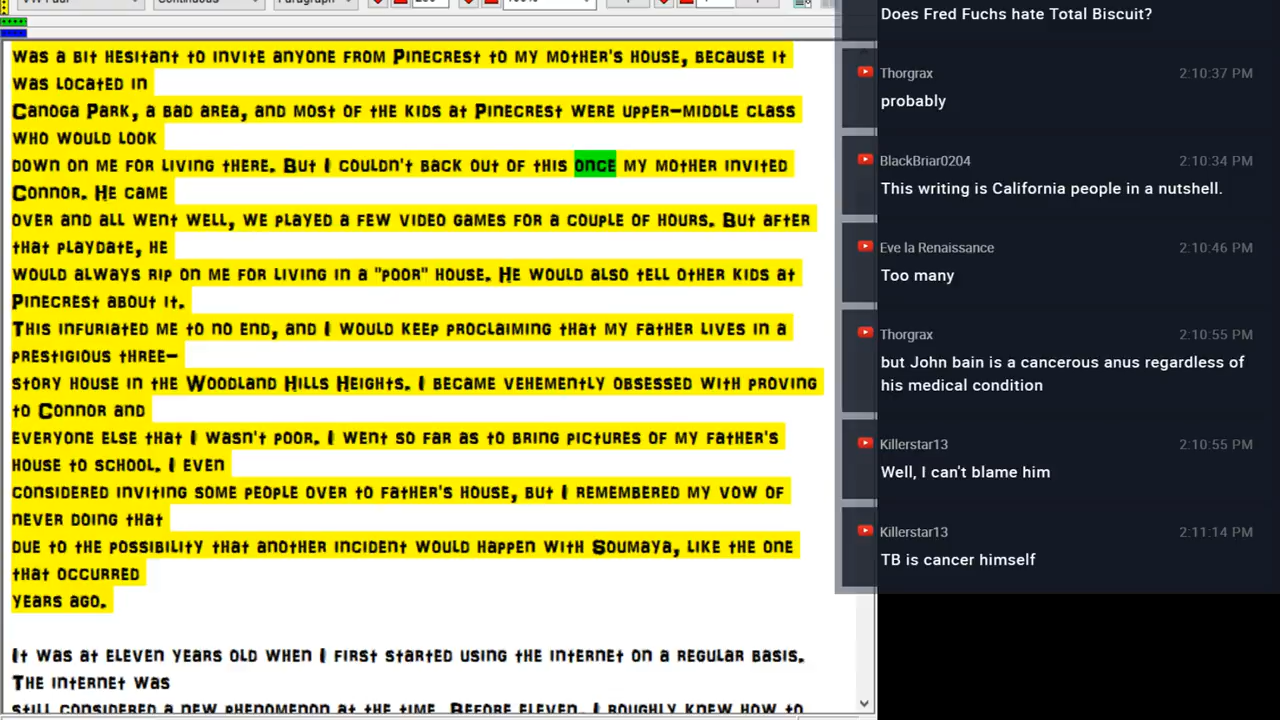 was a bit hesitant to invite anyone from Pinecrest to my mother's house, because it
was located in
Canoga Park, a bad area, and most of the kids at Pinecrest were upper-middle class
who would look
down on me for living there. But I couldn't back out of this once my mother invited
Connor. He came
over and all went well, we played a few video games for a couple of hours. But after
that playdate, he
would always rip on me for living in a "poor" house. He would also tell other kids at
Pinecrest about it.
This infuriated me to no end, and I would keep proclaiming that my father lives in a
prestigious three-
story house in the Woodland Hills Heights. I became vehemently obsessed with proving
to Connor and
everyone else that I wasn't poor. I went so far as to bring pictures of my father's
house to school. I even
considered inviting some people over to father's house, but I remembered my vow of
never doing that
due to the possibility that another incident would happen with Soumaya, like the one
that occurred
years ago.
It was at eleven years old when I first started using the internet on a regular basis.
The internet was
still considered a new phenomenon at the time. Before eleven, I roughly knew how to
Does Fred Fuchs hate Total Biscuit?
Thorgrax 2:10:37 PM
probably
BlackBriar0204 2:10:34 PM
This writing is California people in a nutshell.
Eve la Renaissance 2:10:46 PM
Too many
Thorgrax 2:10:55 PM
but John bain is a cancerous anus regardless of
his medical condition
Killerstar13 2:10:55 PM
Well, I can't blame him
Killerstar13 2:11:14 PM
TB is cancer himself